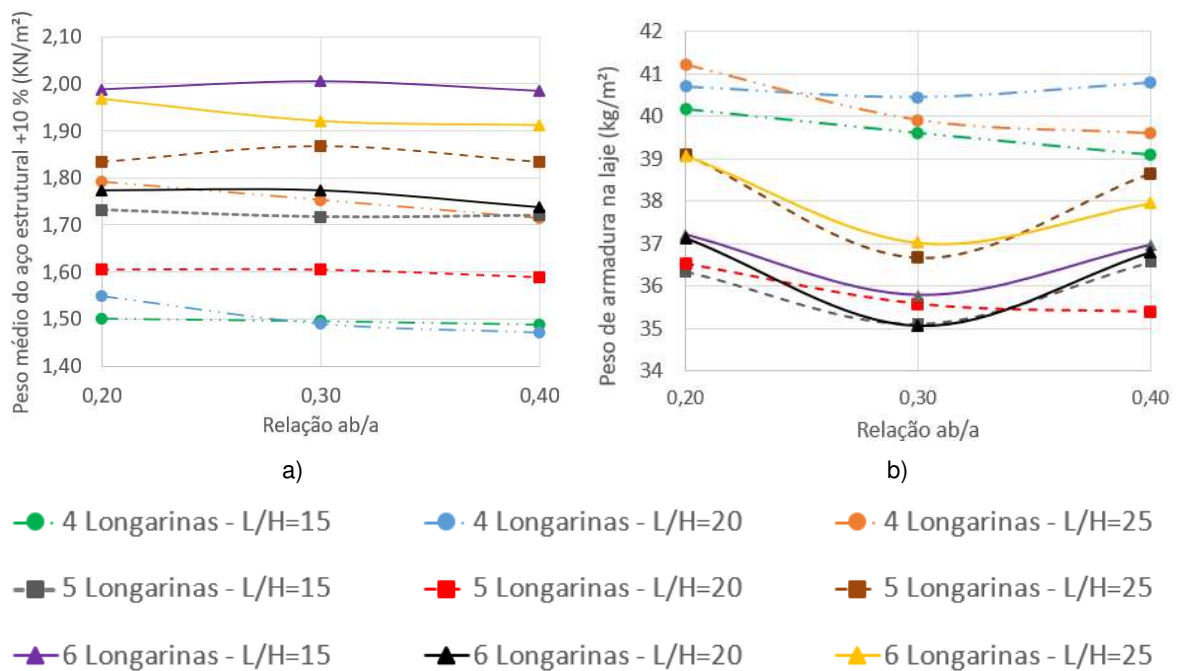 Peso médio do aço estrutural +10 % (KN/m²)
2,10
2,00
1,90
1,80
1,70
1,60
1,50
1,40
0,20
0,30
0,40
Relação ab/a
a)
Peso de armadura na laje (kg/m²)
42
41
40
39
38
37
36
35
34
0,20
0,30
0,40
Relação ab/a
b)
4 Longarinas - L/H=15
4 Longarinas - L/H=20
4 Longarinas - L/H=25
5 Longarinas - L/H=15
5 Longarinas - L/H=20
5 Longarinas - L/H=25
6 Longarinas - L/H=15
6 Longarinas - L/H=20
6 Longarinas - L/H=25